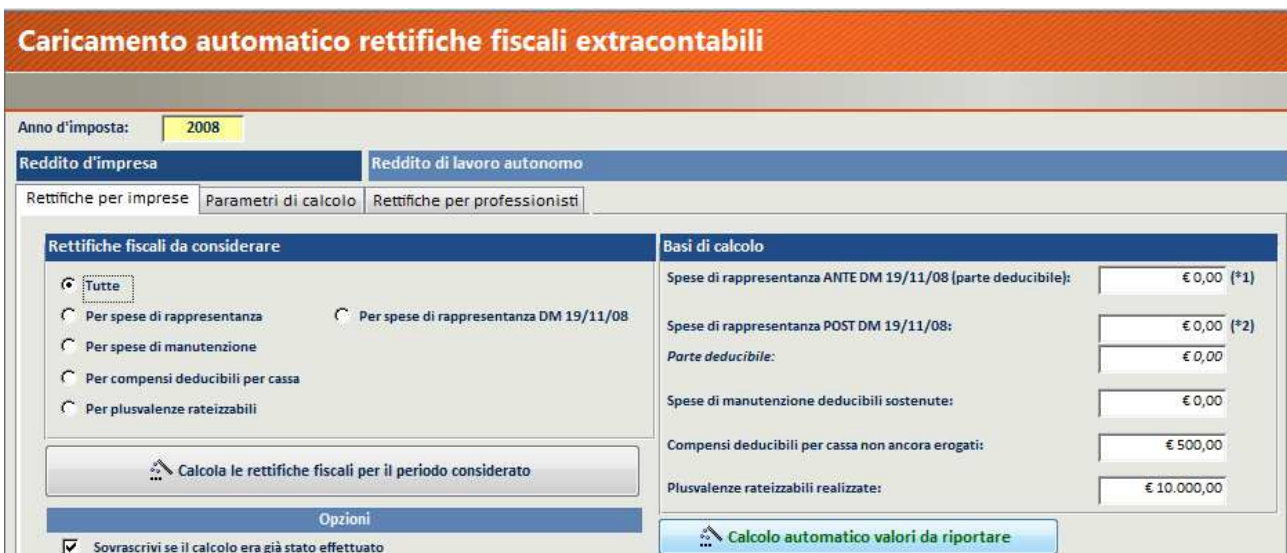 Caricamento automatico rettifiche fiscali extracontabili
Anno d'imposta: 2008
Reddito d'impresa Reddito di lavoro autonomo
Rettifiche per imprese Parametri di calcolo Rettifiche per professionisti
Rettifiche fiscali da considerare
Tutte
Per spese di rappresentanza Per spese di rappresentanza DM 19/11/08
Per spese di manutenzione
Per compensi deducibili per cassa
Per plusvalenze rateizzabili
Calcola le rettifiche fiscali per il periodo considerato
Opzioni
Sovrascrivi se il calcolo era già stato effettuato
Basi di calcolo
Spese di rappresentanza ANTE DM 19/11/08 (parte deducibile): € 0,00 (*1)
Spese di rappresentanza POST DM 19/11/08: € 0,00 (*2)
Parte deducibile: € 0,00
Spese di manutenzione deducibili sostenute: € 0,00
Compensi deducibili per cassa non ancora erogati: € 500,00
Plusvalenze rateizzabili realizzate: € 10.000,00
Calcolo automatico valori da riportare